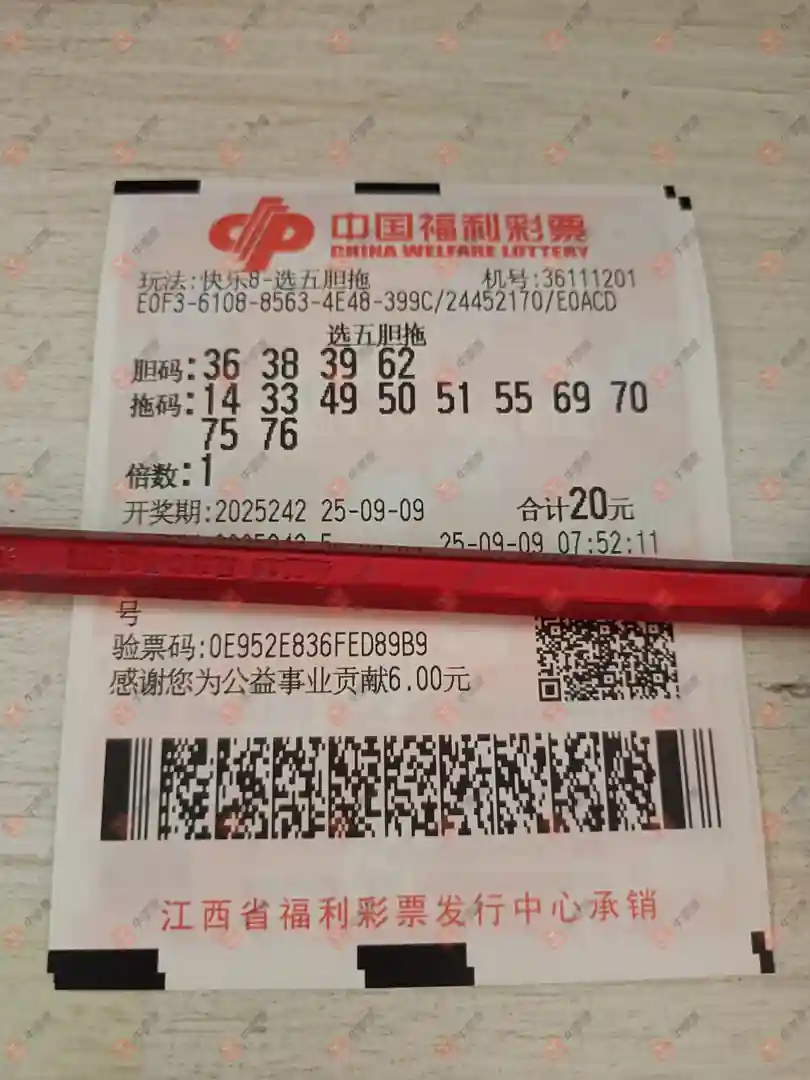 中国福利彩票
CHINA WELFARE LOTTERY
玩法:快乐8-选五胆拖 机号:36111201
E0F3-6108-8563-4E48-399C/24452170/E0ACD
选五胆拖
胆码:36 38 39 62
拖码:14 33 49 50 51 55 69 70
75 76
倍数:1
开奖期:2025242 25-09-09 合计20元
25-09-09 07:52:11
号
验票码:0E952E836FED89B9
感谢您为公益事业贡献6.00元
江西省福利彩票发行中心承销